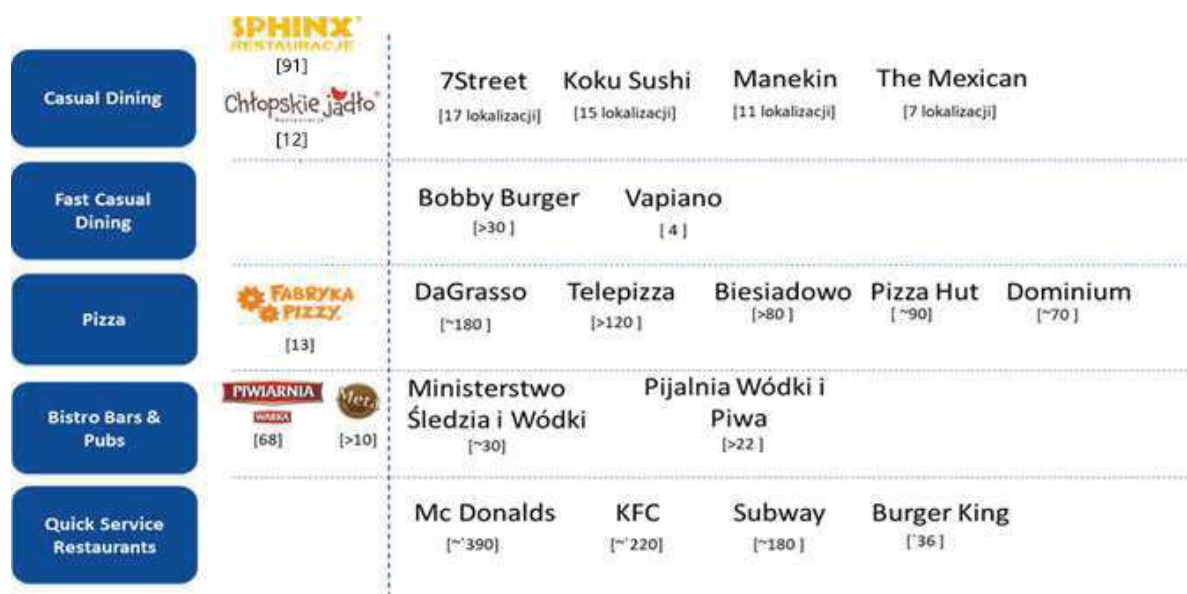 SPHINX
RESTAURACJE
[91]
Casual Dining
Chłopskie jadło
[12]
7Street Koku Sushi Manekin The Mexican
[17 lokalizacji] [15 lokalizacji] [11 lokalizacji] [7 lokalizacji]
Fast Casual
Dining
Bobby Burger Vapiano
[>30 ] [ 4 ]
Pizza
FABRYKA
PIZZY
[13]
DaGrasso Telepizza Biesiadowo Pizza Hut Dominium
[~180 ] [>120 ] [>80 ] [ ~90] [~70 ]
Bistro Bars &
Pubs
PIWIARNIA Meta
WARKA
[68] [>10]
Ministerstwo Pijalnia Wódki i
Śledzia i Wódki Piwa
[~30] [>22 ]
Quick Service
Restaurants
Mc Donalds KFC Subway Burger King
[~`390] [~`220] [~180 ] [`36 ]